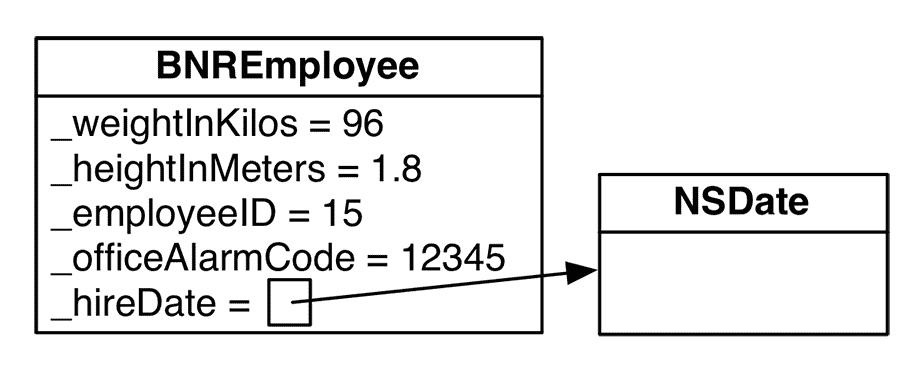 BNREmployee
_weightInKilos = 96
_heightInMeters = 1.8
_employeeID = 15
_officeAlarmCode = 12345
_hireDate =
NSDate